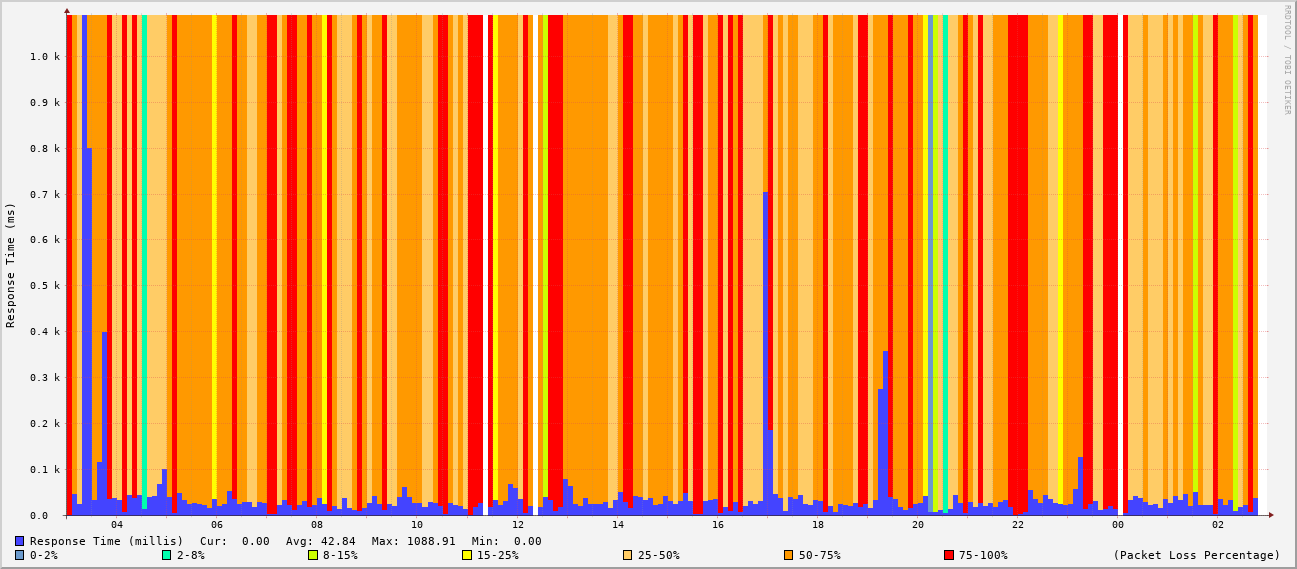 RRDTOOL / TOBI OETIKER
Response Time (ms)
1.0 k
0.9 k
0.8 k
0.7 k
0.6 k
0.5 k
0.4 k
0.3 k
0.2 k
0.1 k
0.0
04 06 08 10 12 14 16 18 20 22 00 02
Response Time (millis) Cur: 0.00 Avg: 42.84 Max: 1088.91 Min: 0.00
0-2% 2-8% 8-15% 15-25% 25-50% 50-75% 75-100% (Packet Loss Percentage)